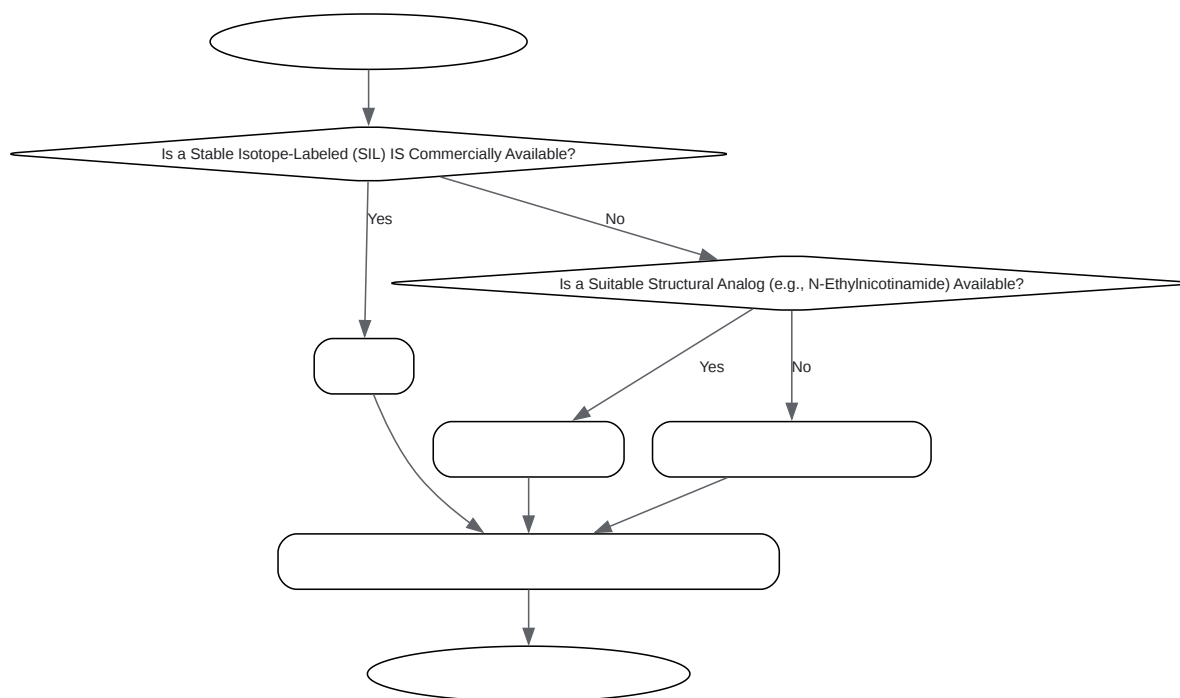 Is a Stable Isotope-Labeled (SIL) IS Commercially Available?
Yes
No
Is a Suitable Structural Analog (e.g., N-Ethylnicotinamide) Available?
Yes
No